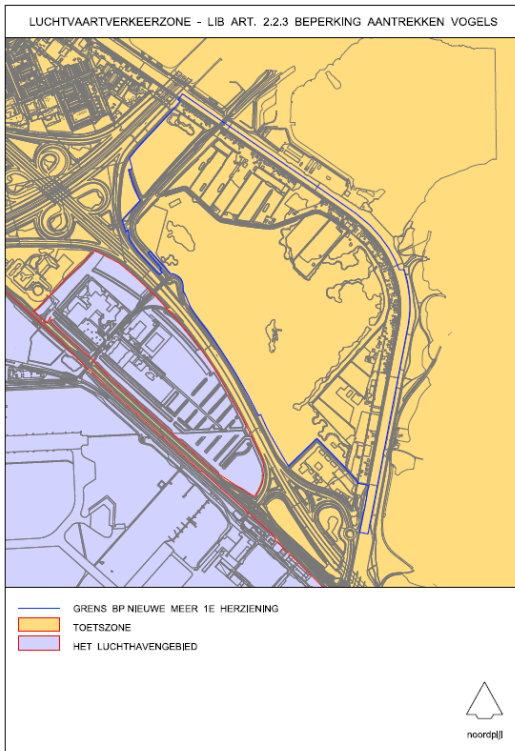 LUCHTVAARTVERKEERZONE - LIB ART. 2.2.3 BEPERKING AANTREKKEN VOGELS
GRENS BP NIEUWE MEER 1E HERZIENING
TOETSZONE
HET LUCHTHAVENGEBIED
noordpijl